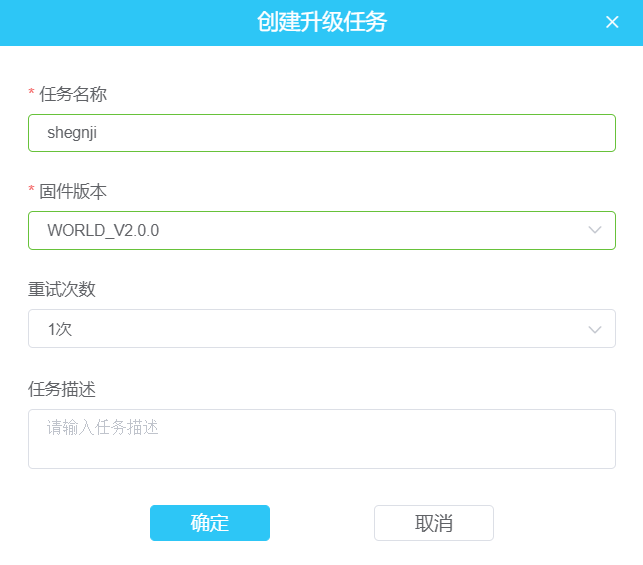 创建升级任务
* 任务名称
shegnji
* 固件版本
WORLD_V2.0.0
重试次数
1次
任务描述
请输入任务描述
确定 取消